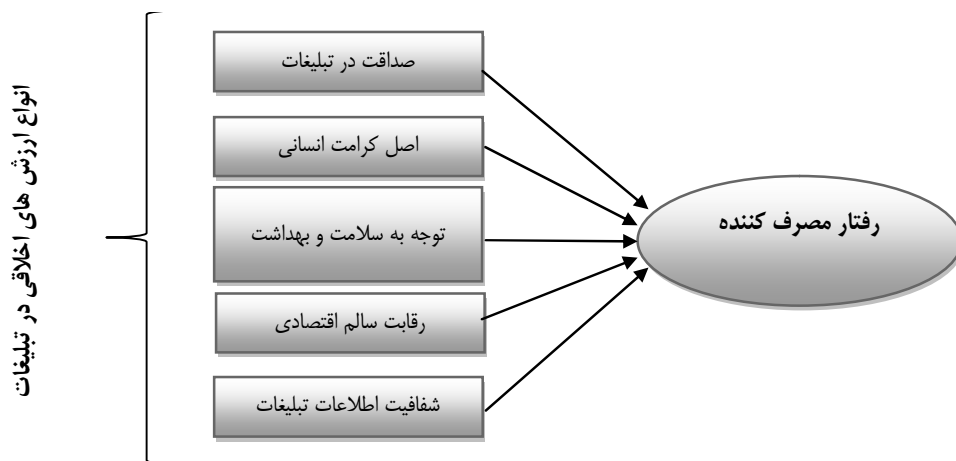 انواع ارزش های اخلاقی در تبلیغات
صداقت در تبلیغات
اصل کرامت انسانی
توجه به سلامت و بهداشت
رقابت سالم اقتصادی
شفافیت اطلاعات تبلیغات
رفتار مصرف کننده